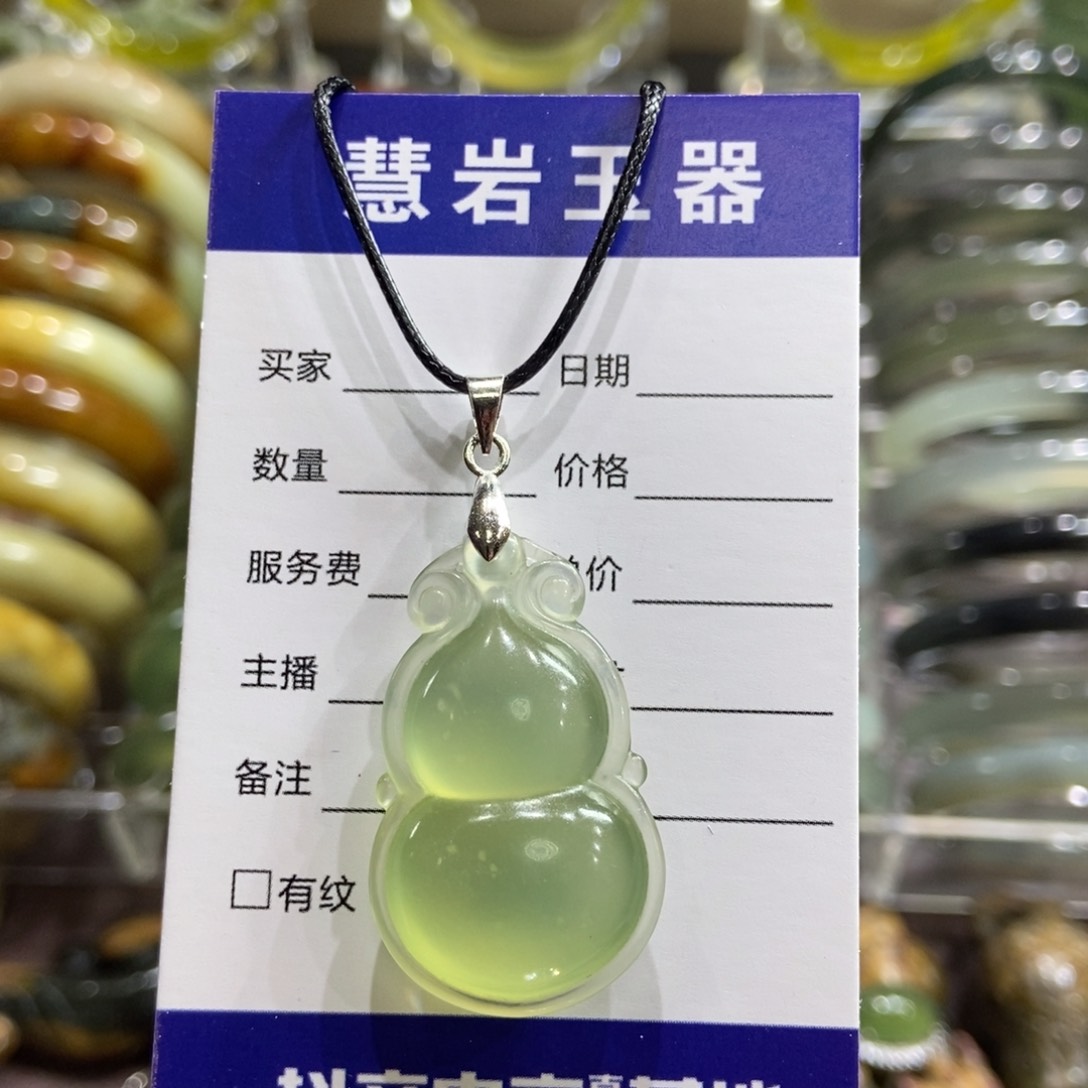 慧岩玉器
买家 日期
数量 价格
服务费 价
主播
备注
□有纹